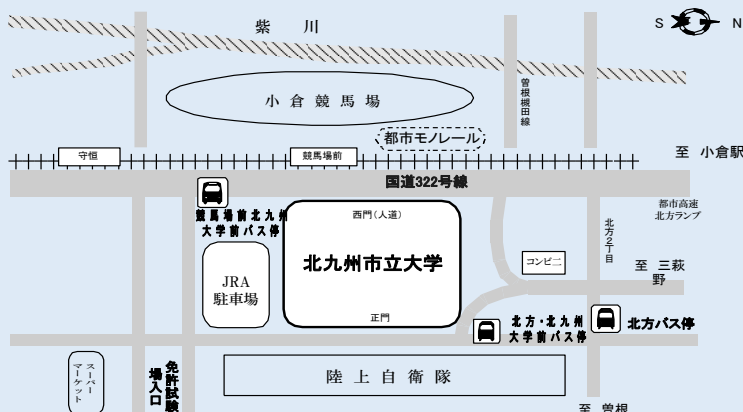 紫川
S N
小倉競馬場
曽根槻田線
都市モノレール
守恒
競馬場前
至 小倉駅
国道322号線
競馬場前北九州
大学前バス停
西門(人道)
北九州市立大学
正門
都市高速
北方ランプ
北方2丁目
コンビニ
至 三萩
野
JRA
駐車場
北方・北九州
大学前バス停
北方バス停
スーパー
マーケット
免許試験
場入口
陸上自衛隊
至 曽根